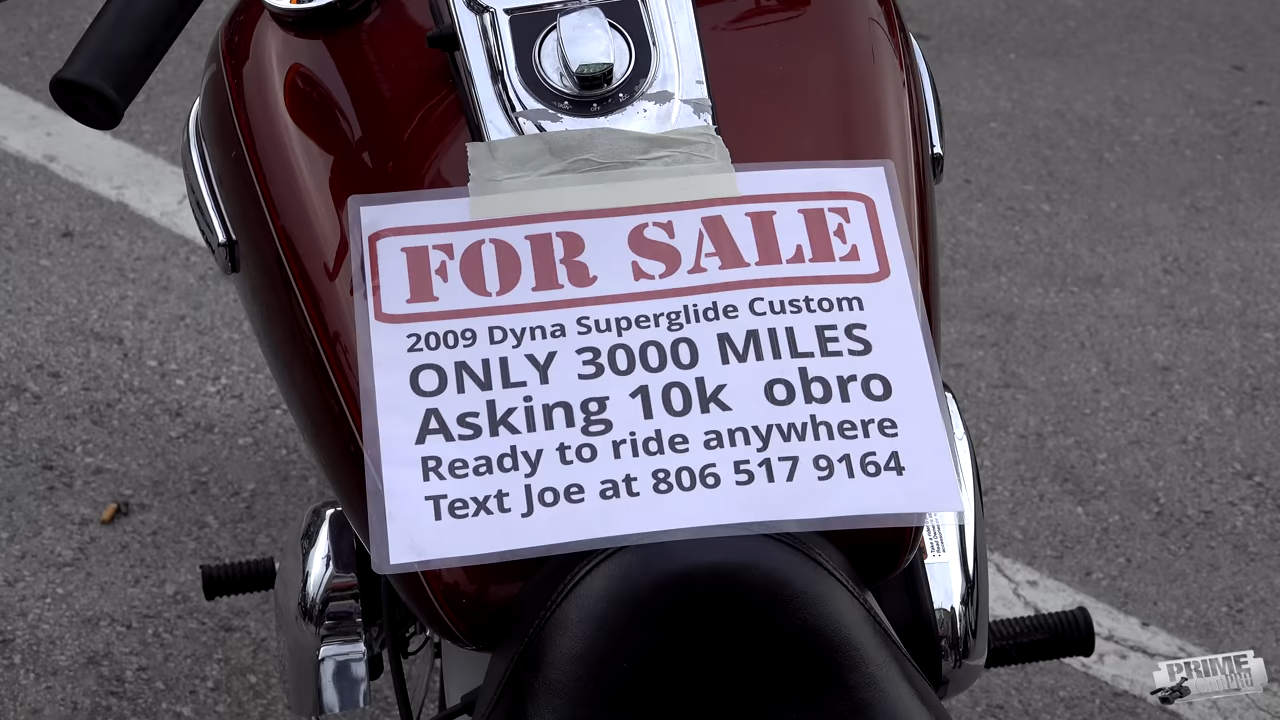 OFF
FOR SALE
2009 Dyna Superglide Custom
ONLY 3000 MILES
Asking 10k obro
Ready to ride anywhere
Text Joe at 806 517 9164
PRIME